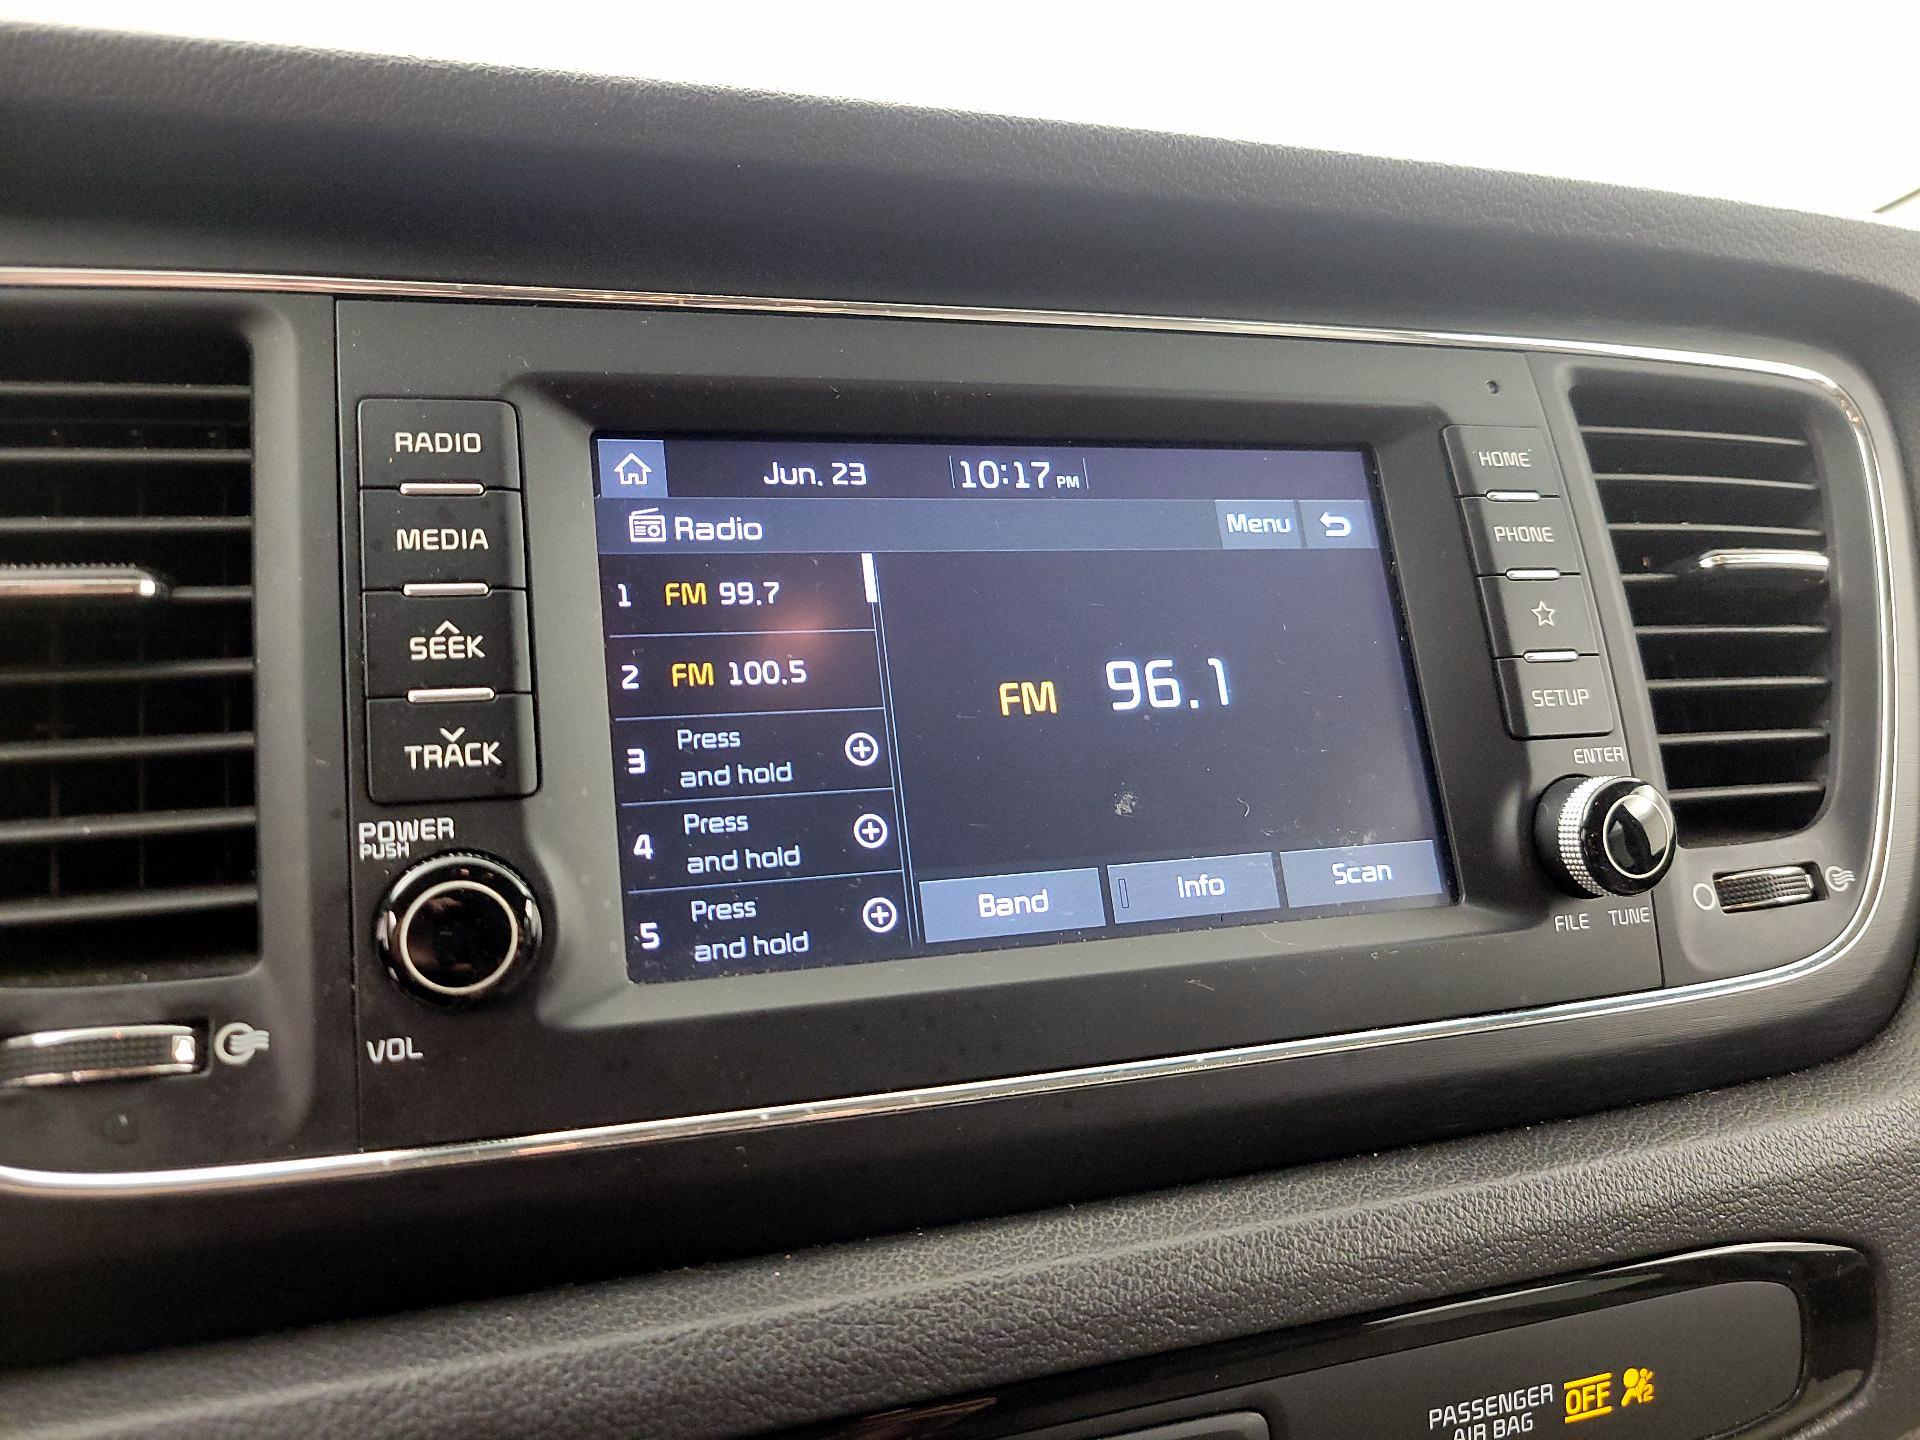 RADIO
MEDIA
SEEK
TRACK
POWER
PUSH
VOL
Jun. 23
10:17 PM
Radio
Menu
1 FM 99.7
2 FM 100.5
3 Press
and hold
4 Press
and hold
5 Press
and hold
FM 96.1
Band
Info
Scan
HOME
PHONE
SETUP
ENTER
FILE TUNE
PASSENGER
AIR BAG
OFF
2